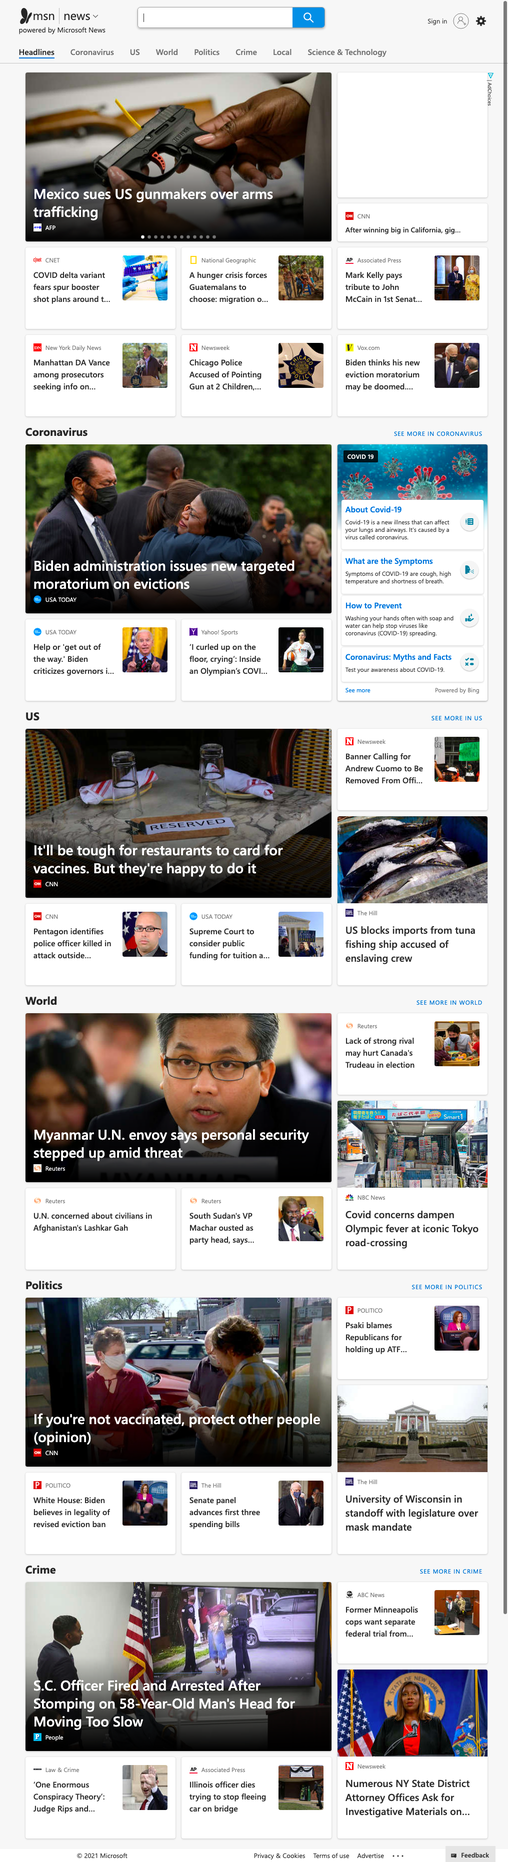 msn | news
powered by Microsoft News
Sign in
Headlines Coronavirus US World Politics Crime Local Science & Technology
Mexico sues US gunmakers over arms
trafficking
AFP
AdChoices
CNN
After winning big in California, gig...
CNET
COVID delta variant
fears spur booster
shot plans around t...
National Geographic
A hunger crisis forces
Guatemalans to
choose: migration o...
Associated Press
Mark Kelly pays
tribute to John
McCain in 1st Senat...
New York Daily News
Manhattan DA Vance
among prosecutors
seeking info on...
Newsweek
Chicago Police
Accused of Pointing
Gun at 2 Children,...
Vox.com
Biden thinks his new
eviction moratorium
may be doomed....
Coronavirus
SEE MORE IN CORONAVIRUS
Biden administration issues new targeted
moratorium on evictions
USA TODAY
COVID 19
About Covid-19
Covid-19 is a new illness that can affect
your lungs and airways. It's caused by a
virus called coronavirus.
What are the Symptoms
Symptoms of COVID-19 are cough, high
temperature and shortness of breath.
How to Prevent
Washing your hands often with soap and
water can help stop viruses like
coronavirus (COVID-19) spreading.
Coronavirus: Myths and Facts
Test your awareness about COVID-19.
See more
Powered by Bing
USA TODAY
Help or 'get out of
the way.' Biden
criticizes governors i...
Yahoo! Sports
'I curled up on the
floor, crying': Inside
an Olympian's COVI...
US
SEE MORE IN US
RESERVED
It'll be tough for restaurants to card for
vaccines. But they're happy to do it
CNN
Newsweek
Banner Calling for
Andrew Cuomo to Be
Removed From Offi...
The Hill
US blocks imports from tuna
fishing ship accused of
enslaving crew
CNN
Pentagon identifies
police officer killed in
attack outside...
USA TODAY
Supreme Court to
consider public
funding for tuition a...
World
SEE MORE IN WORLD
Myanmar U.N. envoy says personal security
stepped up amid threat
Reuters
Reuters
Lack of strong rival
may hurt Canada's
Trudeau in election
Smart1
NBC News
Covid concerns dampen
Olympic fever at iconic Tokyo
road-crossing
Reuters
U.N. concerned about civilians in
Afghanistan's Lashkar Gah
Reuters
South Sudan's VP
Machar ousted as
party head, says...
Politics
SEE MORE IN POLITICS
If you're not vaccinated, protect other people
(opinion)
CNN
POLITICO
Psaki blames
Republicans for
holding up ATF...
The Hill
University of Wisconsin in
standoff with legislature over
mask mandate
POLITICO
White House: Biden
believes in legality of
revised eviction ban
The Hill
Senate panel
advances first three
spending bills
Crime
SEE MORE IN CRIME
S.C. Officer Fired and Arrested After
Stomping on 58-Year-Old Man's Head for
Moving Too Slow
People
ABC News
Former Minneapolis
cops want separate
federal trial from...
STATE OF NEW YORK
Newsweek
Numerous NY State District
Attorney Offices Ask for
Investigative Materials on...
Law & Crime
'One Enormous
Conspiracy Theory':
Judge Rips and...
Associated Press
Illinois officer dies
trying to stop fleeing
car on bridge
© 2021 Microsoft
Privacy & Cookies Terms of use Advertise
Feedback